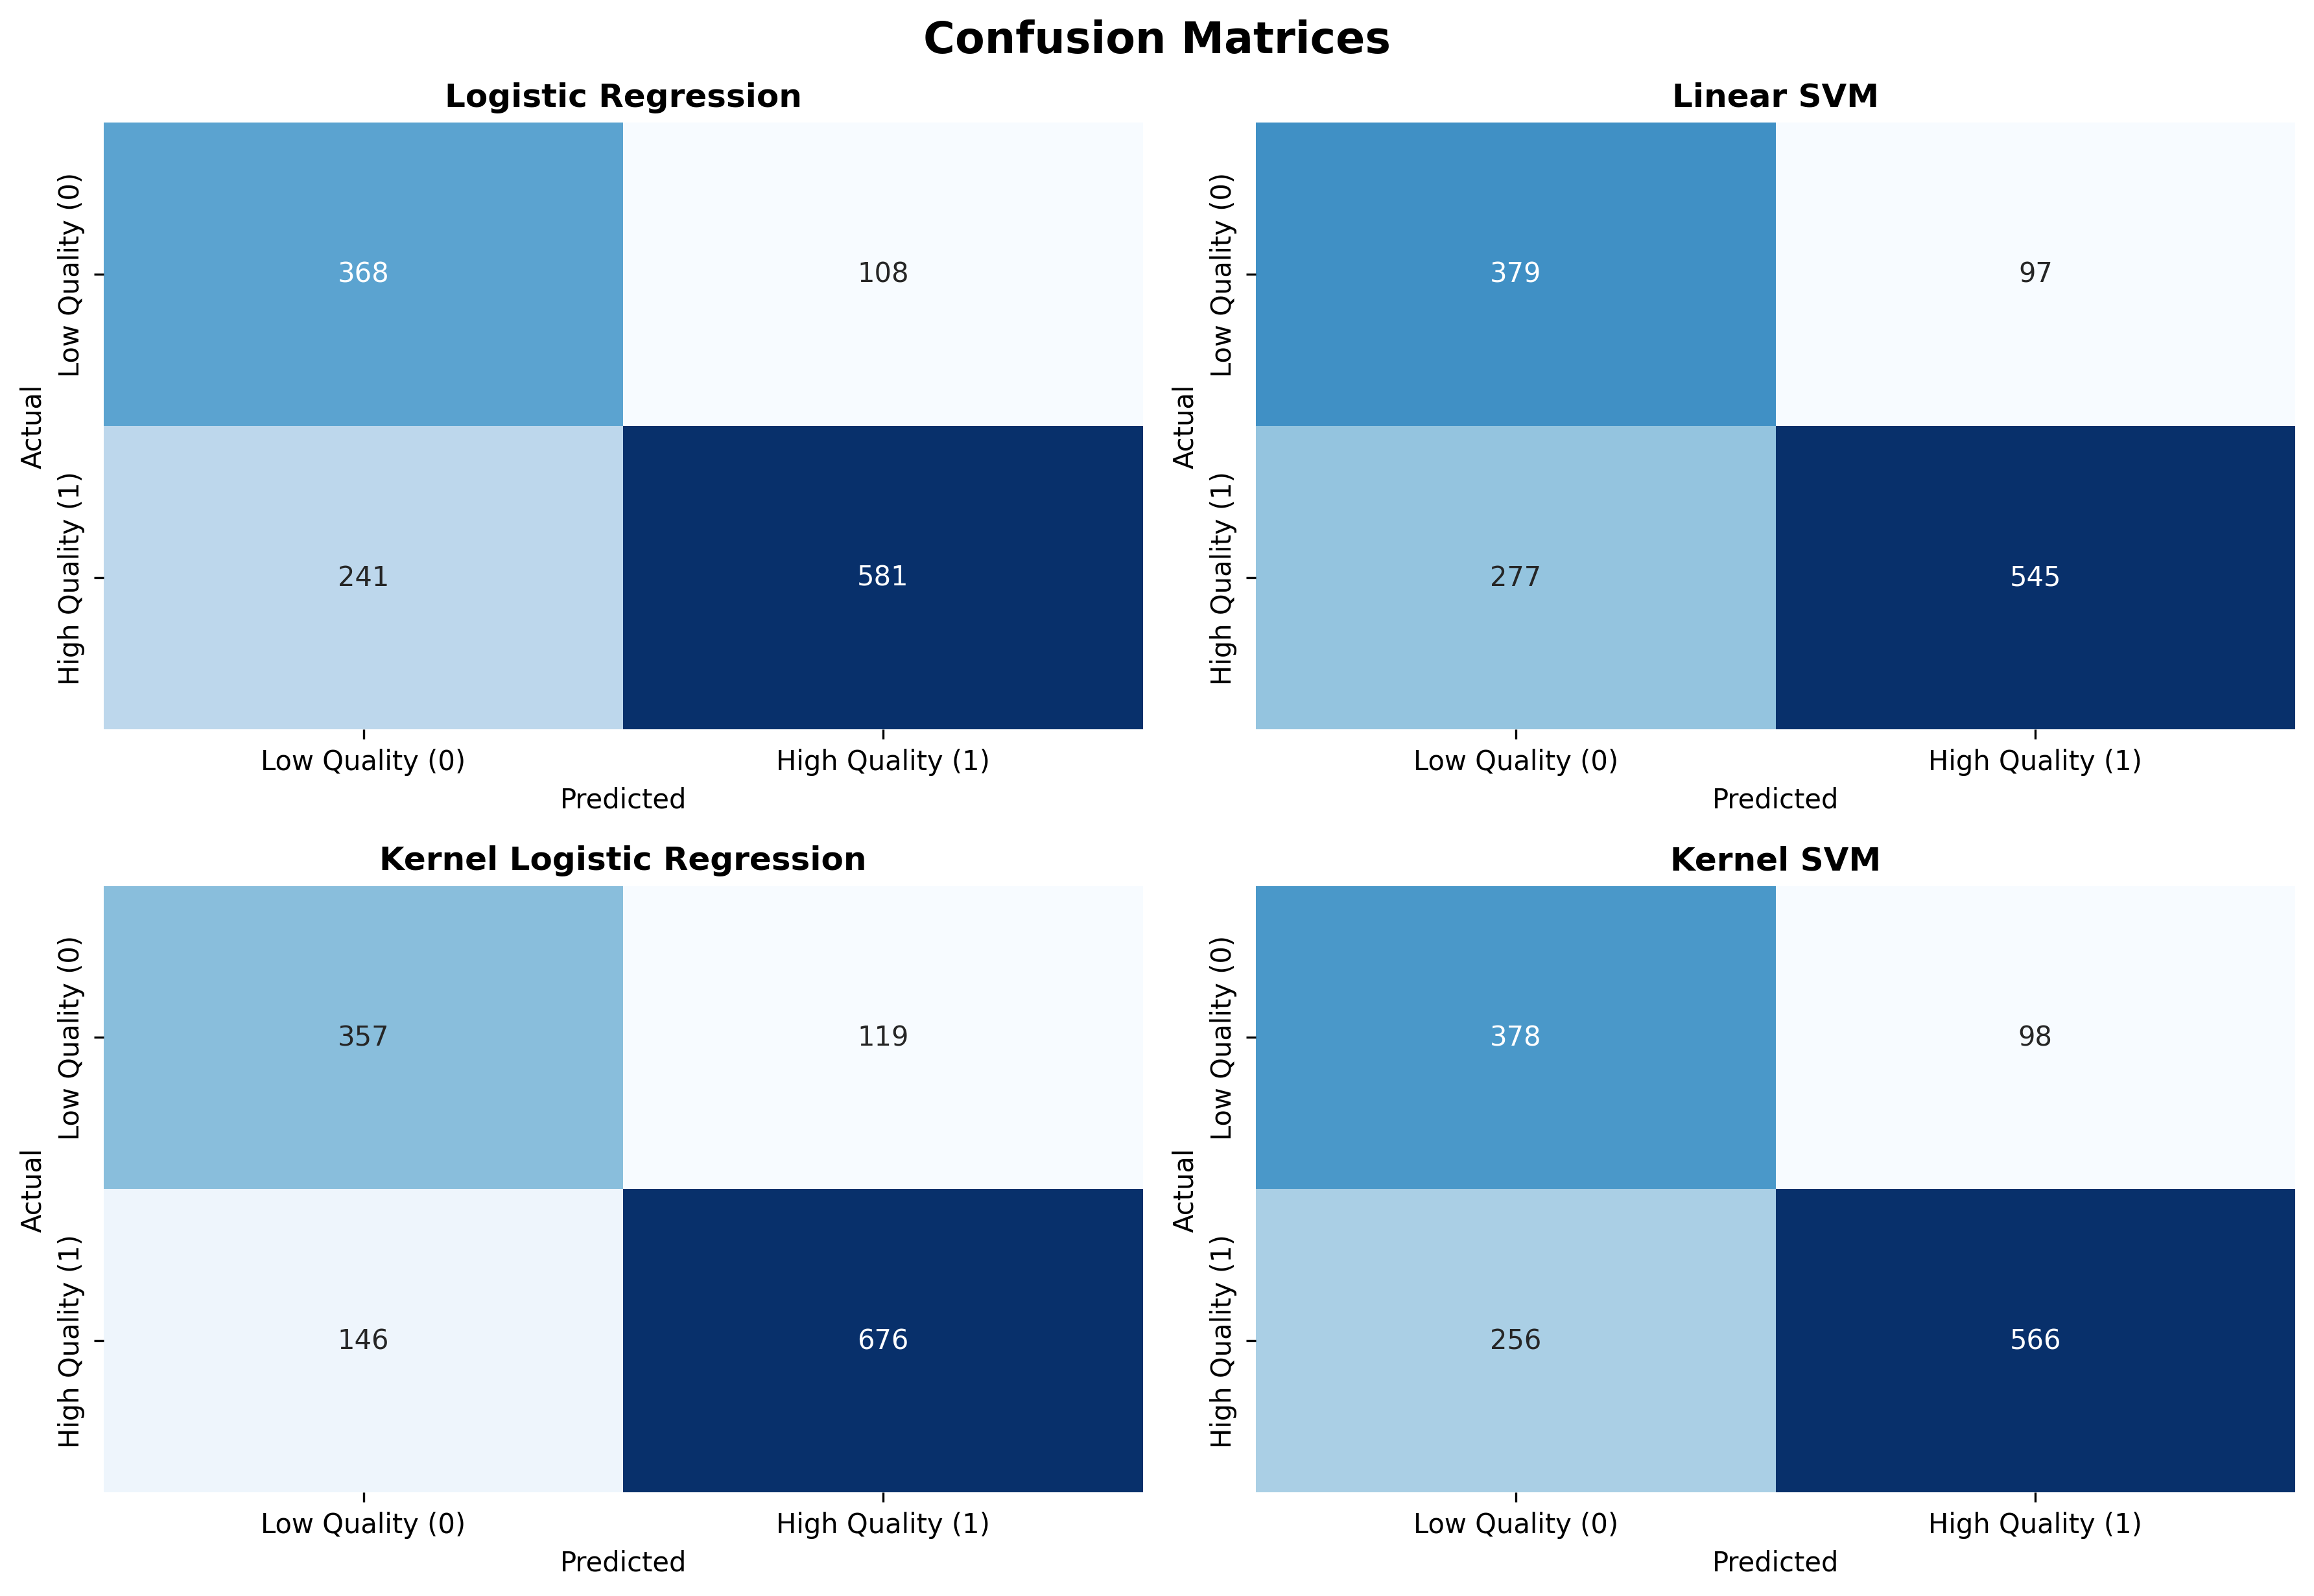 Confusion Matrices
Logistic Regression
Actual
Low Quality (0)
368
108
High Quality (1)
241
581
Low Quality (0)
High Quality (1)
Predicted
Linear SVM
Actual
Low Quality (0)
379
97
High Quality (1)
277
545
Low Quality (0)
High Quality (1)
Predicted
Kernel Logistic Regression
Actual
Low Quality (0)
357
119
High Quality (1)
146
676
Low Quality (0)
High Quality (1)
Predicted
Kernel SVM
Actual
Low Quality (0)
378
98
High Quality (1)
256
566
Low Quality (0)
High Quality (1)
Predicted